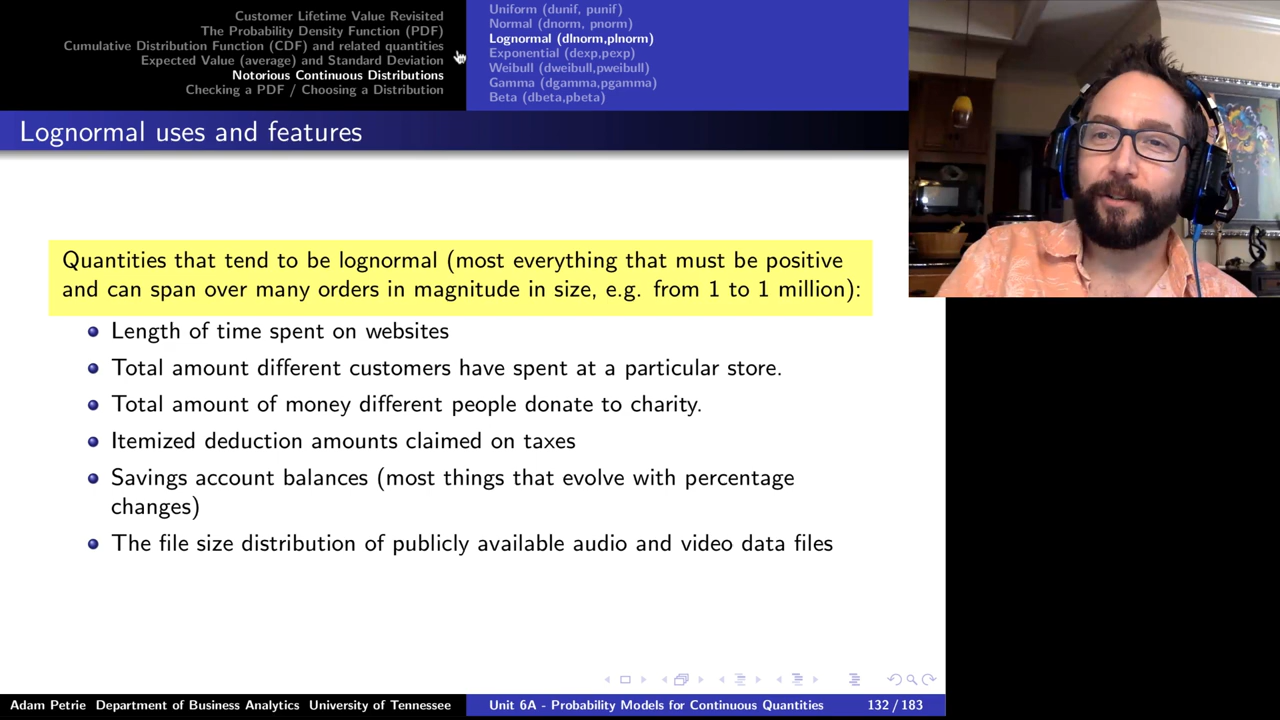 Customer Lifetime Value Revisited
The Probability Density Function (PDF)
Cumulative Distribution Function (CDF) and related quantities
Expected Value (average) and Standard Deviation
Notorious Continuous Distributions
Checking a PDF / Choosing a Distribution
Uniform (dunif, punif)
Normal (dnorm, pnorm)
Lognormal (dlnorm,plnorm)
Exponential (dexp,pexp)
Weibull (dweibull,pweibull)
Gamma (dgamma,pgamma)
Beta (dbeta,pbeta)
Lognormal uses and features
Quantities that tend to be lognormal (most everything that must be positive
and can span over many orders in magnitude in size, e.g. from 1 to 1 million):
Length of time spent on websites
Total amount different customers have spent at a particular store.
Total amount of money different people donate to charity.
Itemized deduction amounts claimed on taxes
Savings account balances (most things that evolve with percentage
changes)
The file size distribution of publicly available audio and video data files
Adam Petrie Department of Business Analytics University of Tennessee
Unit 6A - Probability Models for Continuous Quantities
132 / 183